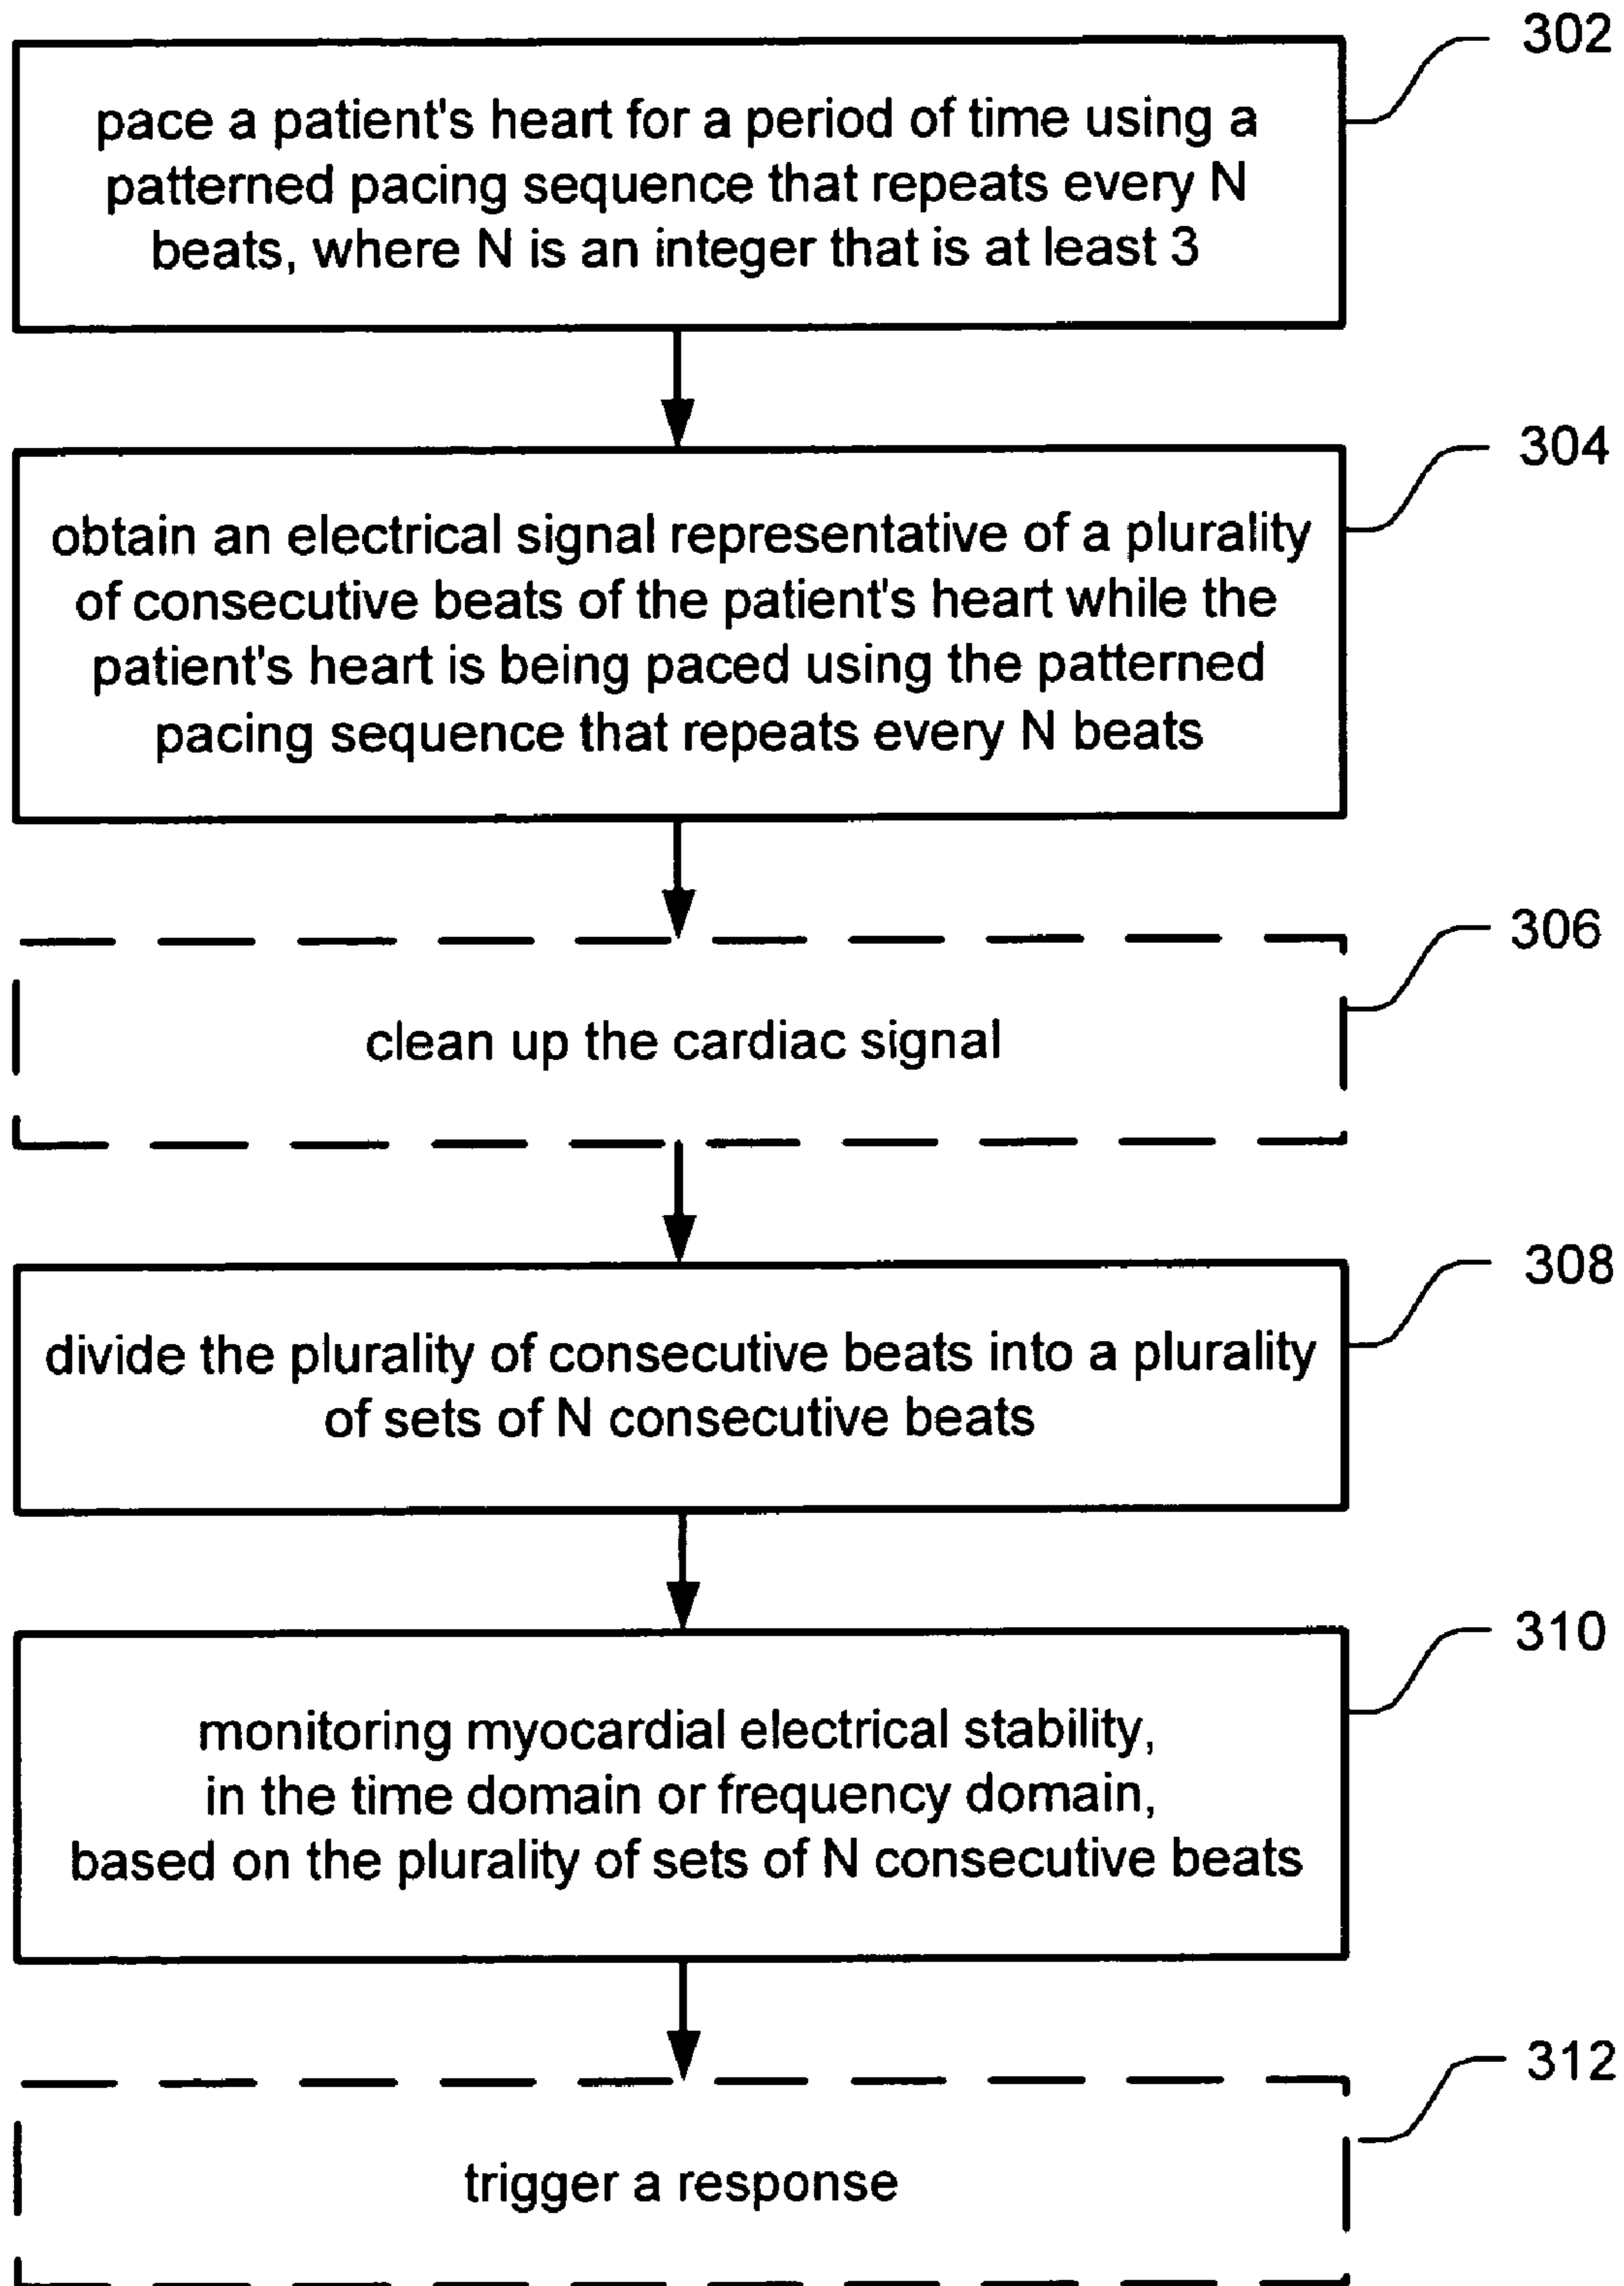 302
pace a patient's heart for a period of time using a
patterned pacing sequence that repeats every N
beats, where N is an integer that is at least 3
304
obtain an electrical signal representative of a plurality
of consecutive beats of the patient's heart while the
patient's heart is being paced using the patterned
pacing sequence that repeats every N beats
306
clean up the cardiac signal
308
divide the plurality of consecutive beats into a plurality
of sets of N consecutive beats
310
monitoring myocardial electrical stability,
in the time domain or frequency domain,
based on the plurality of sets of N consecutive beats
312
trigger a response